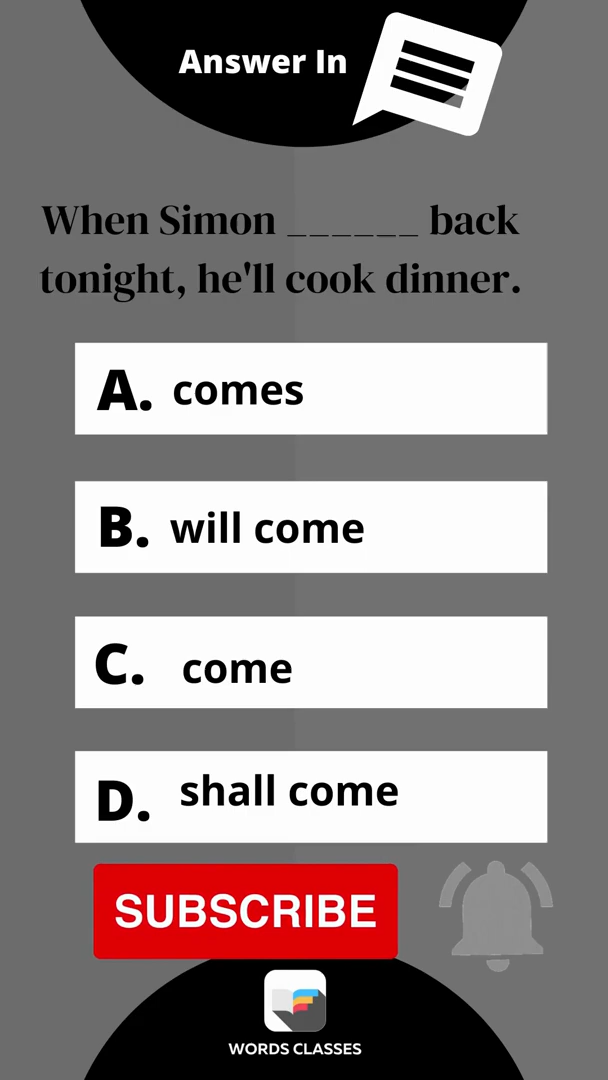 Answer In
When Simon ______ back
tonight, he'll cook dinner.
A. comes
B. will come
C. come
D. shall come
SUBSCRIBE
WORDS CLASSES